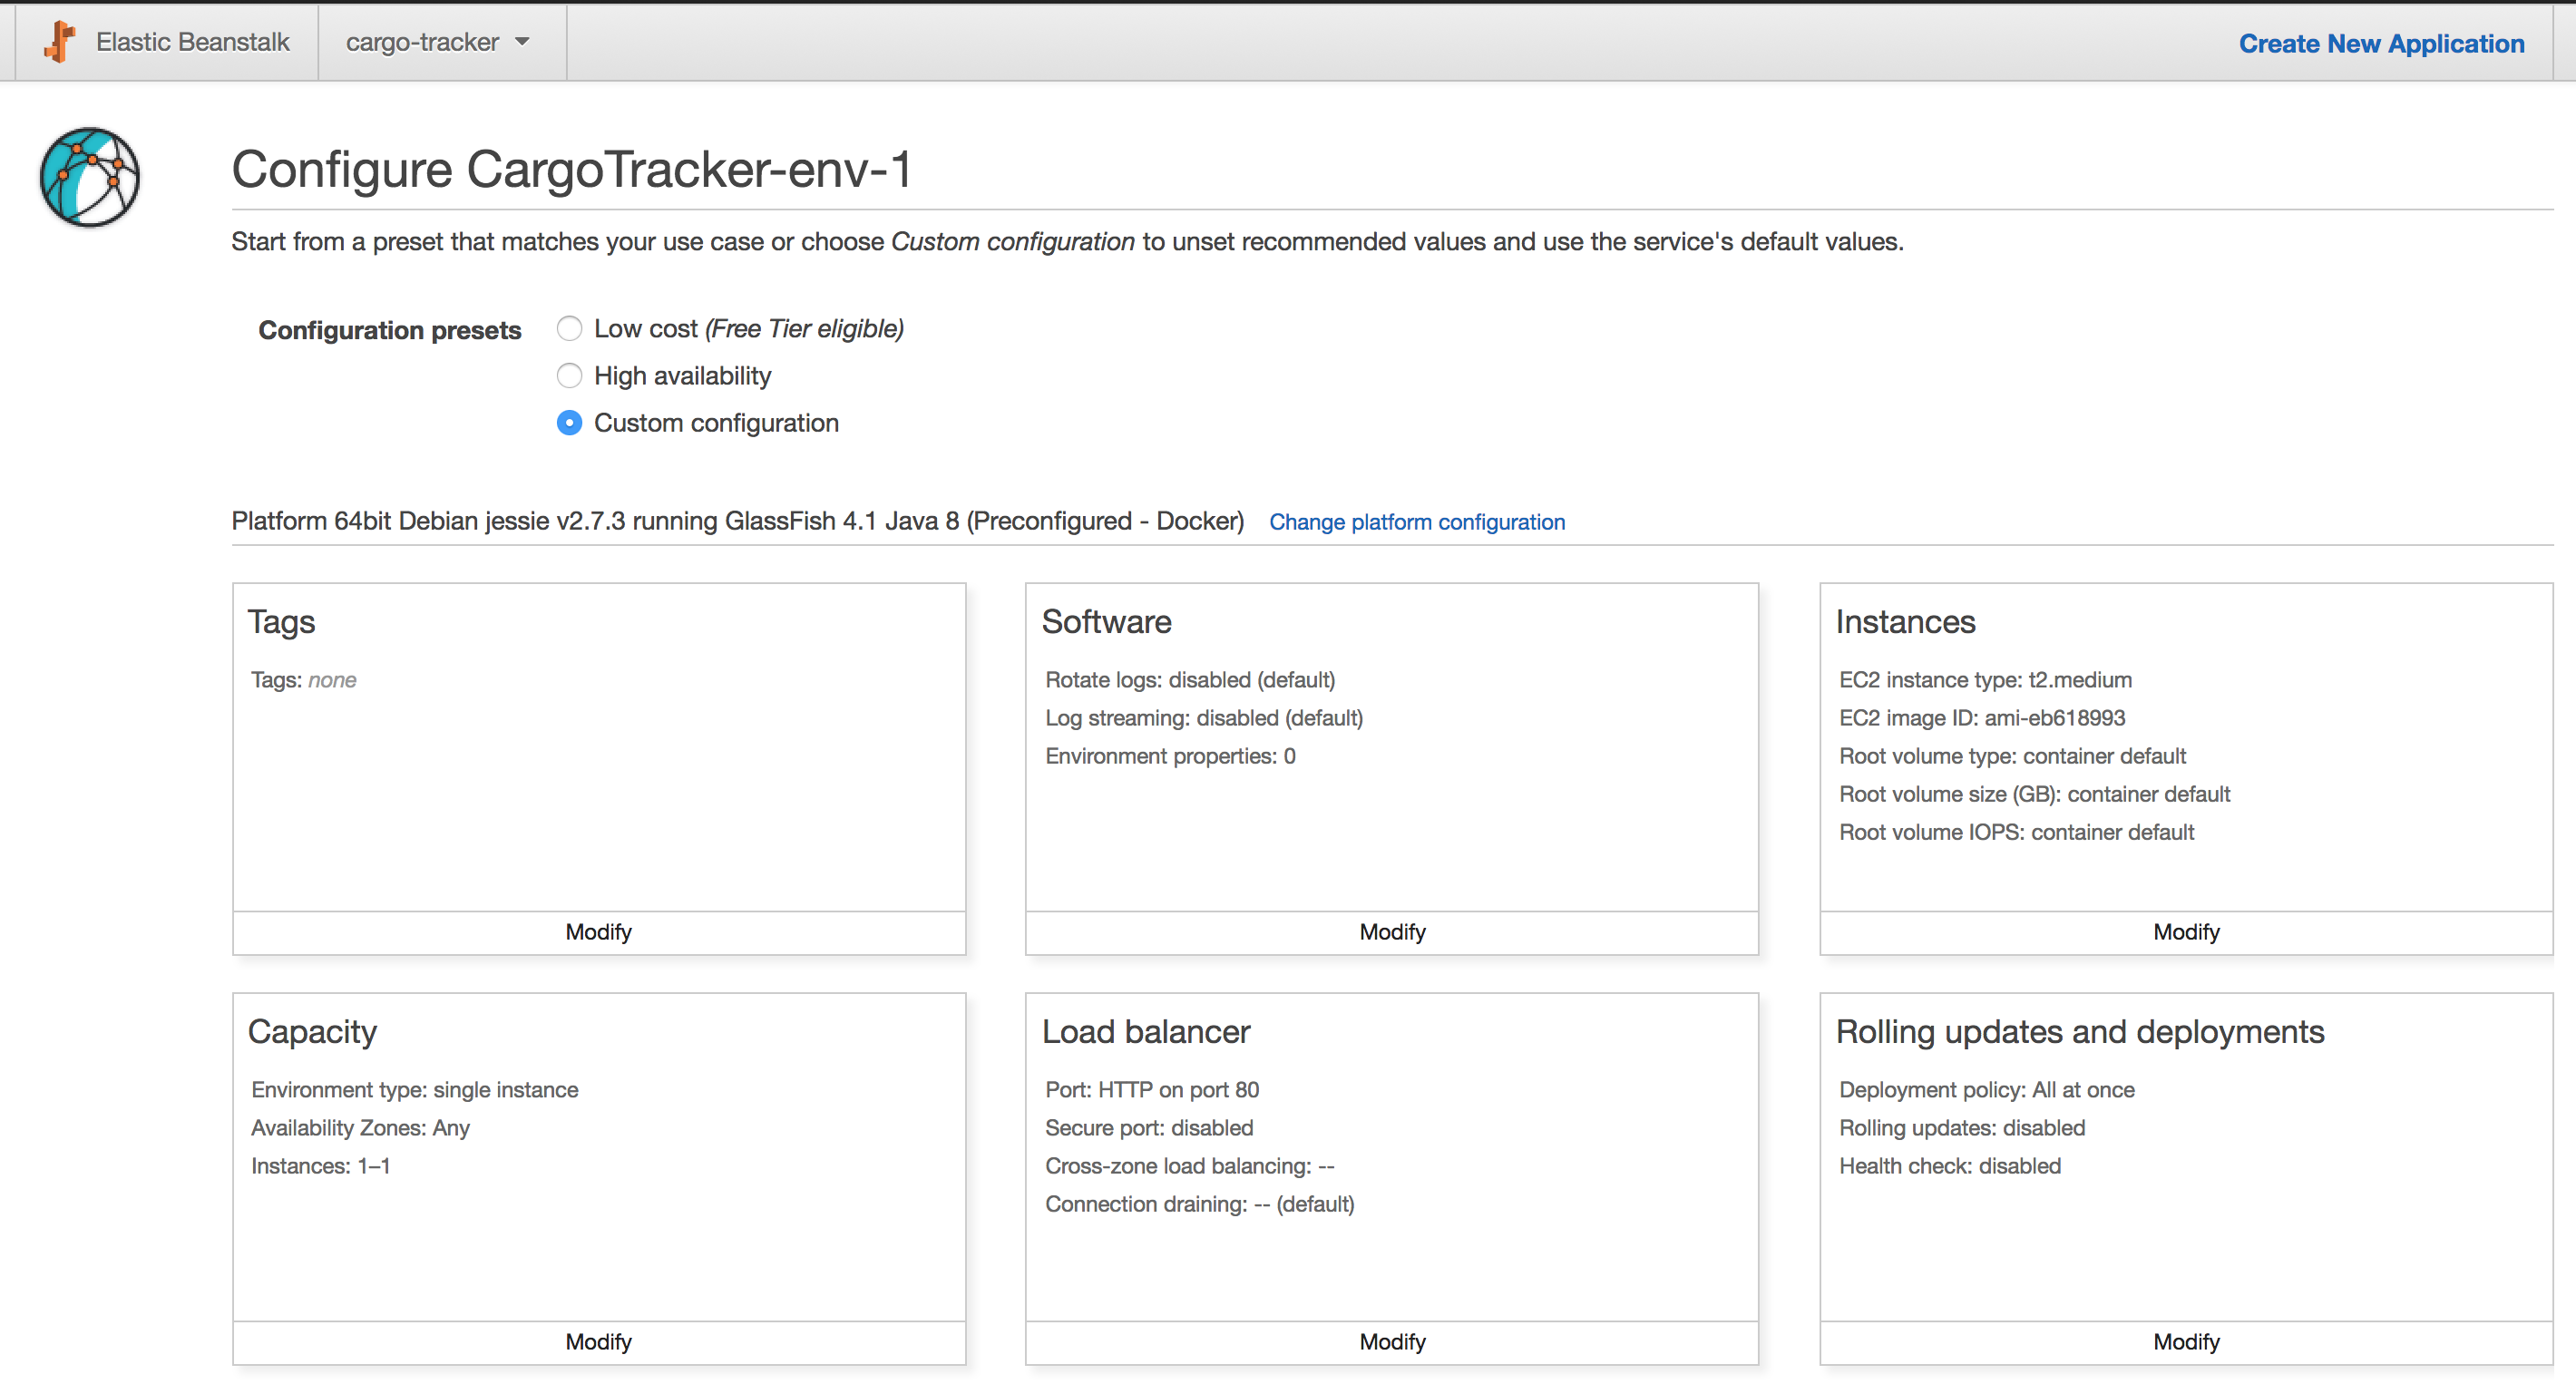 Elastic Beanstalk
cargo-tracker
Create New Application
Configure CargoTracker-env-1
Start from a preset that matches your use case or choose Custom configuration to unset recommended values and use the service's default values.
Configuration presets
Low cost (Free Tier eligible)
High availability
Custom configuration
Platform 64bit Debian jessie v2.7.3 running GlassFish 4.1 Java 8 (Preconfigured - Docker)
Change platform configuration
Tags
Tags: none
Modify
Software
Rotate logs: disabled (default)
Log streaming: disabled (default)
Environment properties: 0
Modify
Instances
EC2 instance type: t2.medium
EC2 image ID: ami-eb618993
Root volume type: container default
Root volume size (GB): container default
Root volume IOPS: container default
Modify
Capacity
Environment type: single instance
Availability Zones: Any
Instances: 1–1
Modify
Load balancer
Port: HTTP on port 80
Secure port: disabled
Cross-zone load balancing: --
Connection draining: -- (default)
Modify
Rolling updates and deployments
Deployment policy: All at once
Rolling updates: disabled
Health check: disabled
Modify